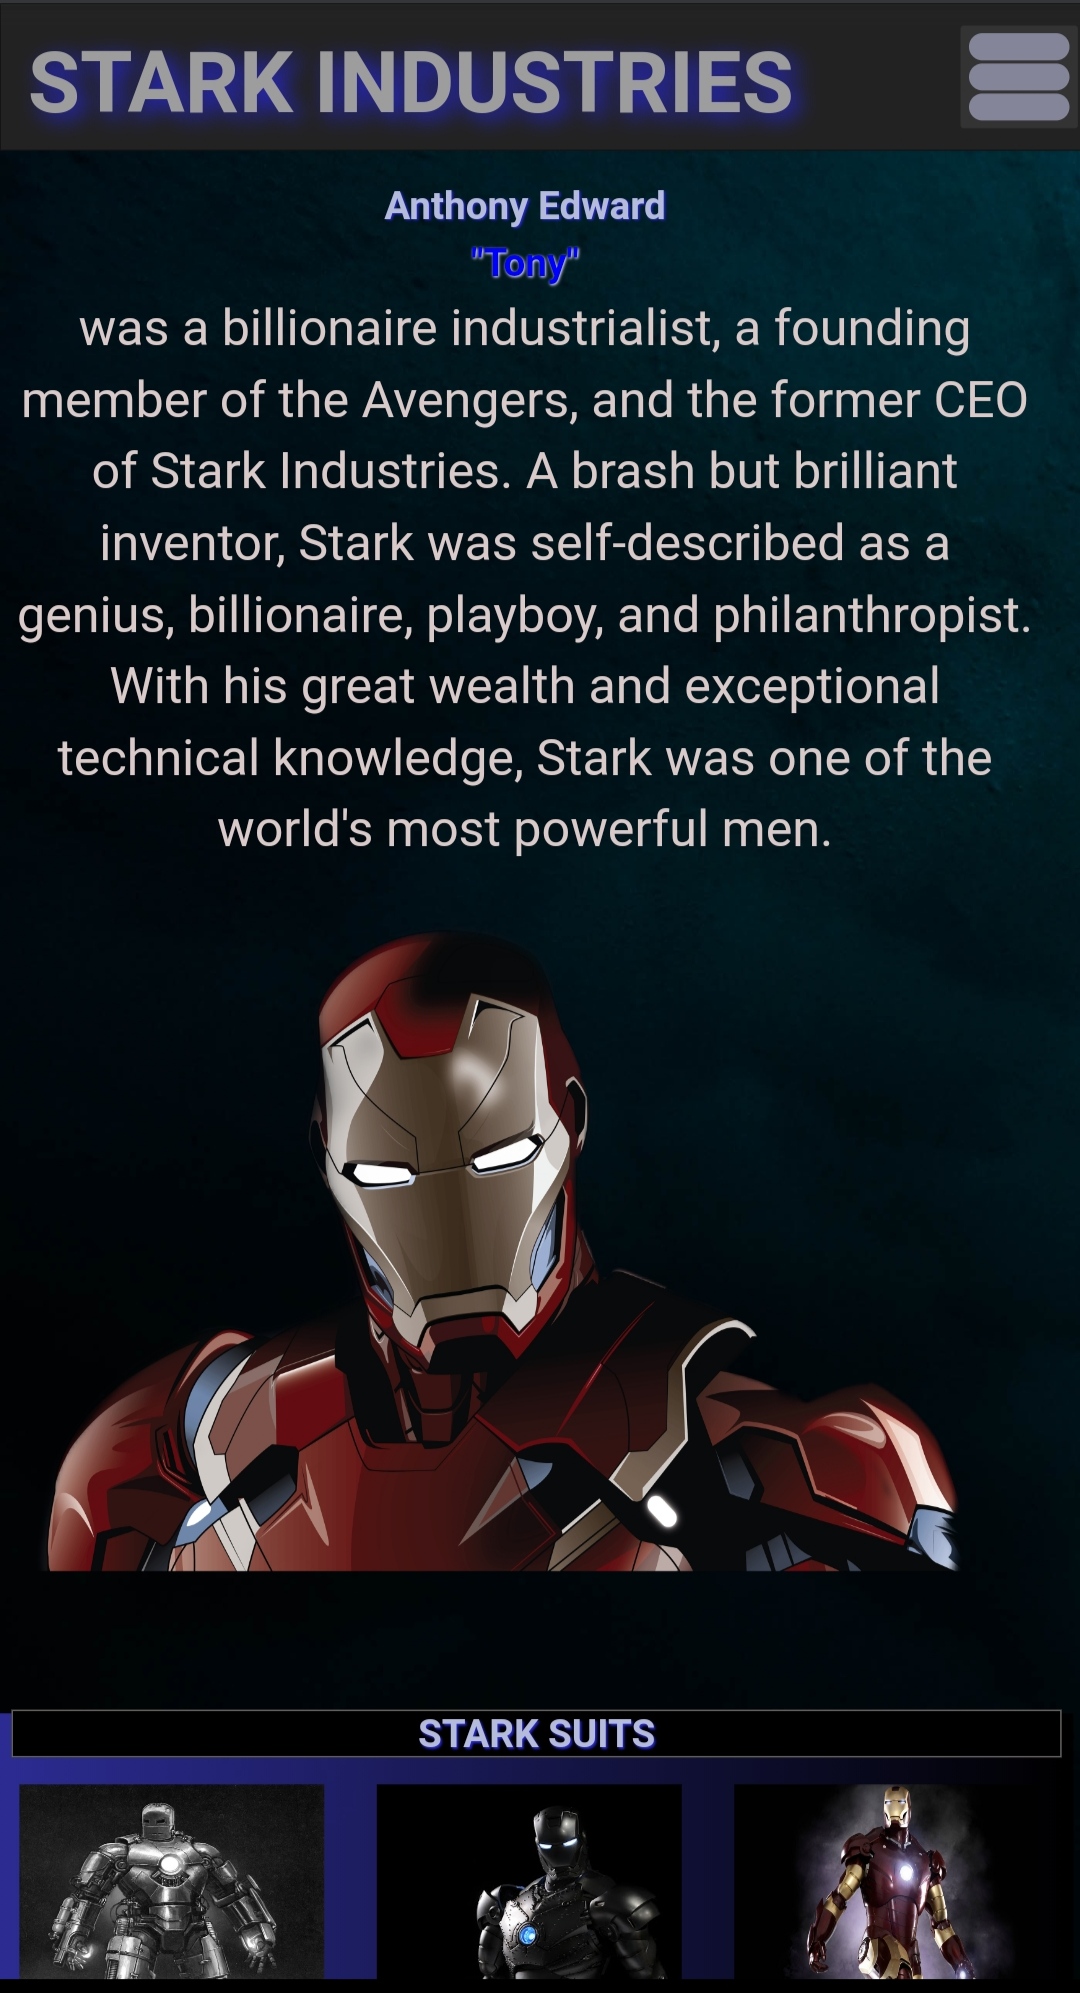 STARK INDUSTRIES
Anthony Edward
"Tony"
was a billionaire industrialist, a founding
member of the Avengers, and the former CEO
of Stark Industries. A brash but brilliant
inventor, Stark was self-described as a
genius, billionaire, playboy, and philanthropist.
With his great wealth and exceptional
technical knowledge, Stark was one of the
world's most powerful men.
STARK SUITS